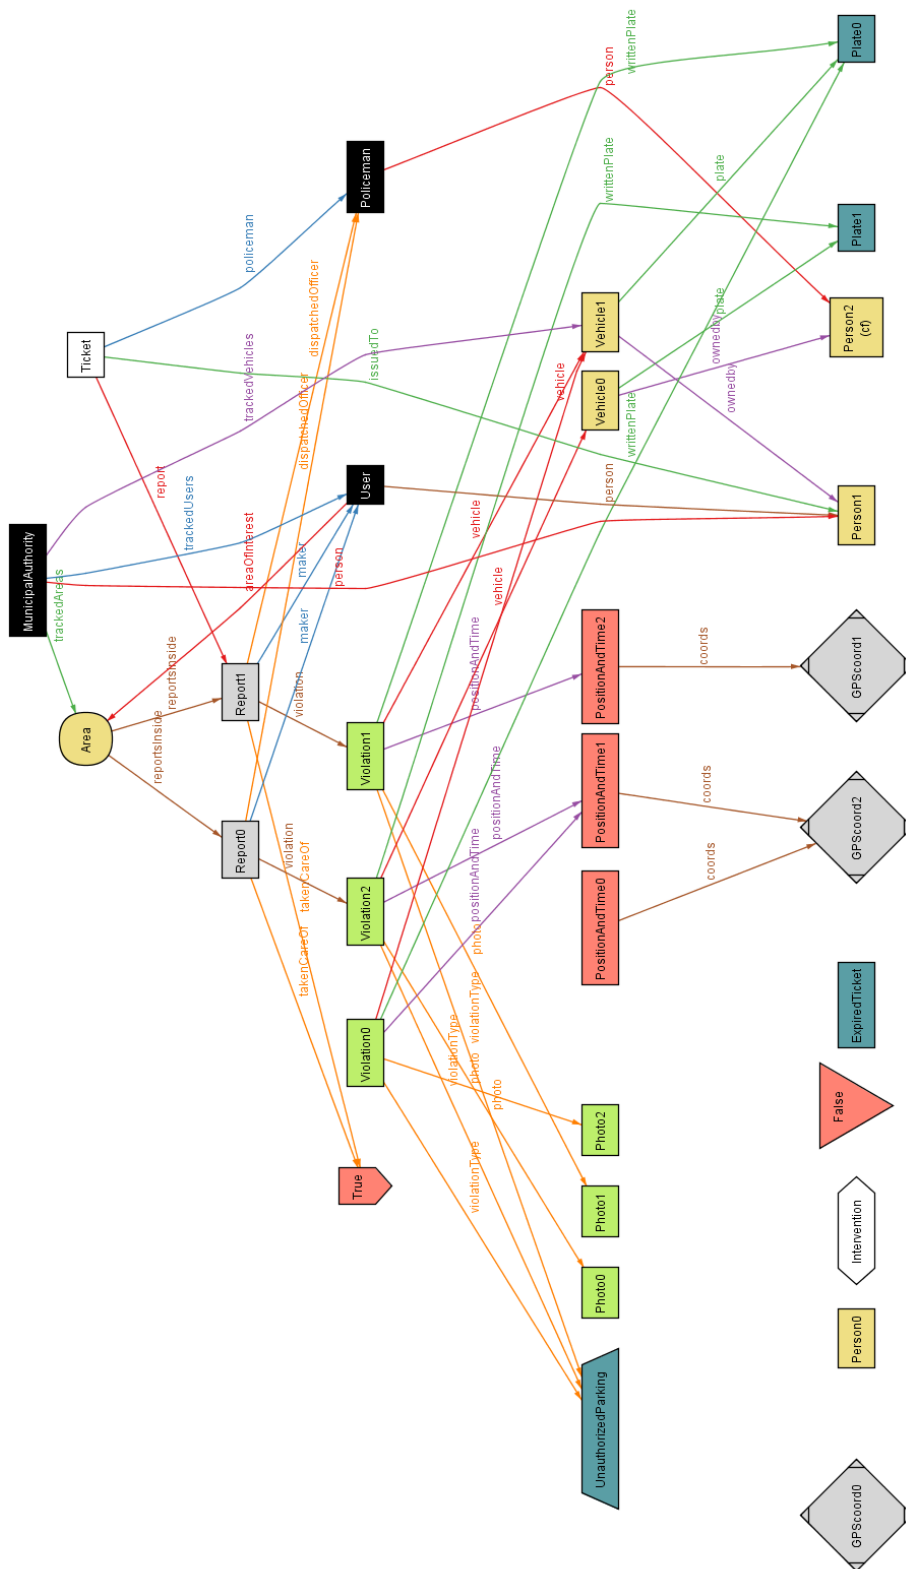 MunicipalAuthority
Ticket
Area
trackedAreas
trackedUsers
trackedVehicles
report
policeman
issuedTo
areaOfInterest
person
reportsInside
reportsInside
Report0
Report1
Policeman
User
maker
maker
dispatchedOfficer
dispatchedOfficer
violation
violation
takenCareOf
takenCareOf
True
Violation0
Violation2
Violation1
violationType
violationType
violationType
photo
photo
photo
positionAndTime
positionAndTime
positionAndTime
vehicle
vehicle
vehicle
writtenPlate
writtenPlate
writtenPlate
person
person
UnauthorizedParking
Photo0
Photo1
Photo2
PositionAndTime0
PositionAndTime1
PositionAndTime2
Vehicle0
Vehicle1
coords
coords
coords
ownedby
ownedby
plate
plate
GPScoord0
Person0
Intervention
False
ExpiredTicket
GPScoord2
GPScoord1
Person1
Person2
(cf)
Plate1
Plate0